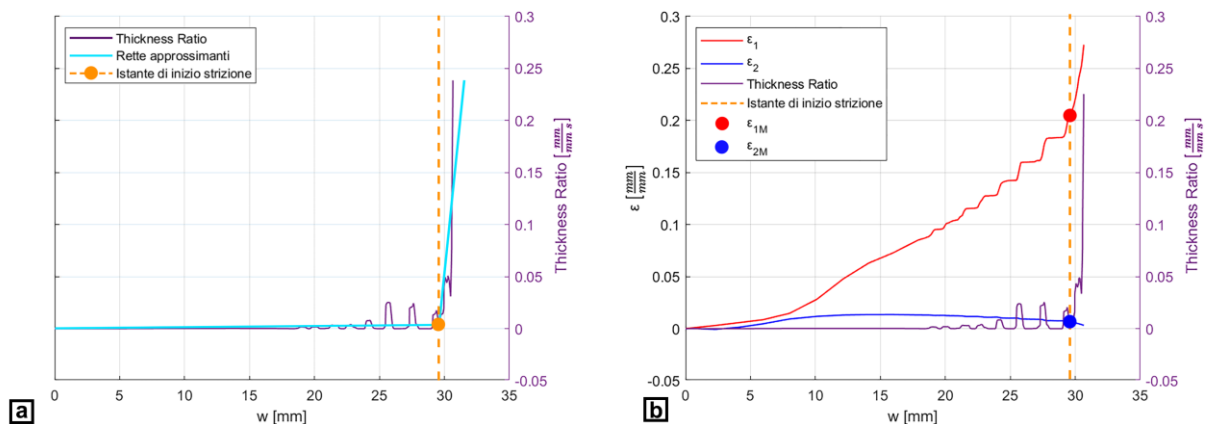 Thickness Ratio
Rette approssimanti
Istante di inizio strizione
0.3
0.25
0.2
0.15
0.1
0.05
0
-0.05
Thickness Ratio [mm/mm s]
0 5 10 15 20 25 30 35
w [mm]
a
ε1
ε2
Thickness Ratio
Istante di inizio strizione
ε1M
ε2M
0.3
0.25
0.2
0.15
0.1
0.05
0
-0.05
ε [mm/mm]
0.3
0.25
0.2
0.15
0.1
0.05
0
-0.05
Thickness Ratio [mm/mm s]
0 5 10 15 20 25 30 35
w [mm]
b